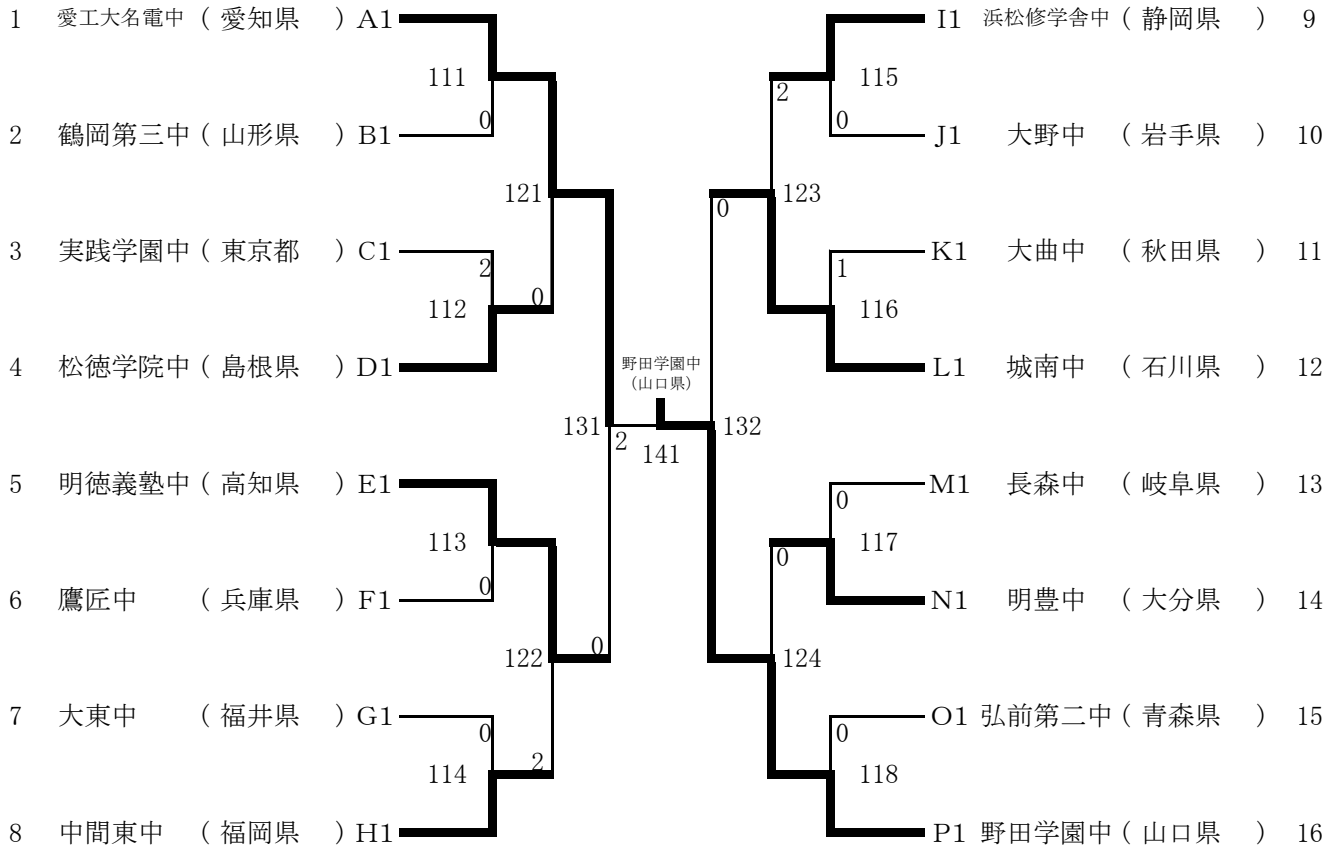 1 愛工大名電中 ( 愛知県 ) A1
I1 浜松修学舎中 ( 静岡県 ) 9
111
2
115
0
0
2 鶴岡第三中 ( 山形県 ) B1
J1 大野中 ( 岩手県 ) 10
121
0
123
3 実践学園中 ( 東京都 ) C1
K1 大曲中 ( 秋田県 ) 11
2
1
112
0
116
4 松徳学院中 ( 島根県 ) D1
野田学園中
(山口県)
L1 城南中 ( 石川県 ) 12
131
2
141
132
5 明徳義塾中 ( 高知県 ) E1
M1 長森中 ( 岐阜県 ) 13
0
113
0
117
0
6 鷹匠中 ( 兵庫県 ) F1
N1 明豊中 ( 大分県 ) 14
122
0
124
7 大東中 ( 福井県 ) G1
O1 弘前第二中 ( 青森県 ) 15
0
0
114
2
118
8 中間東中 ( 福岡県 ) H1
P1 野田学園中 ( 山口県 ) 16